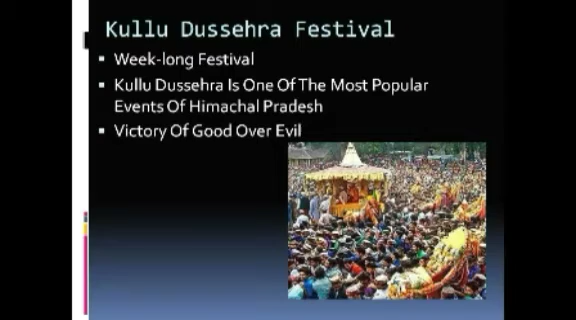 Kullu Dussehra Festival
Week-long Festival
Kullu Dussehra Is One Of The Most Popular
Events Of Himachal Pradesh
Victory Of Good Over Evil